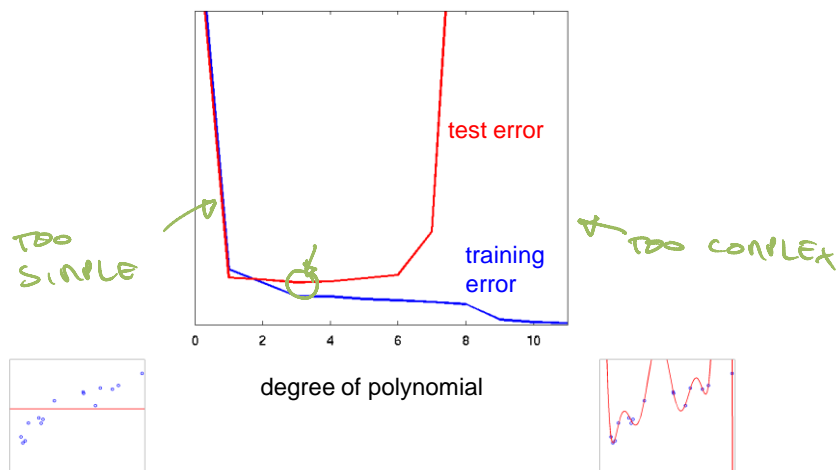 test error
TOO
SIMPLE
training
error
TOO COMPLEX
0 2 4 6 8 10
degree of polynomial